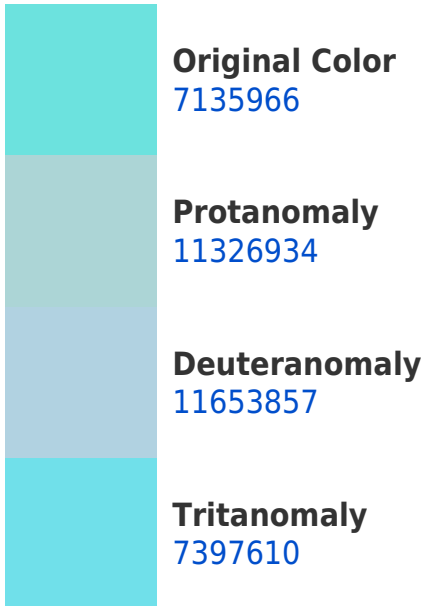 Original Color
7135966
Protanomaly
11326934
Deuteranomaly
11653857
Tritanomaly
7397610